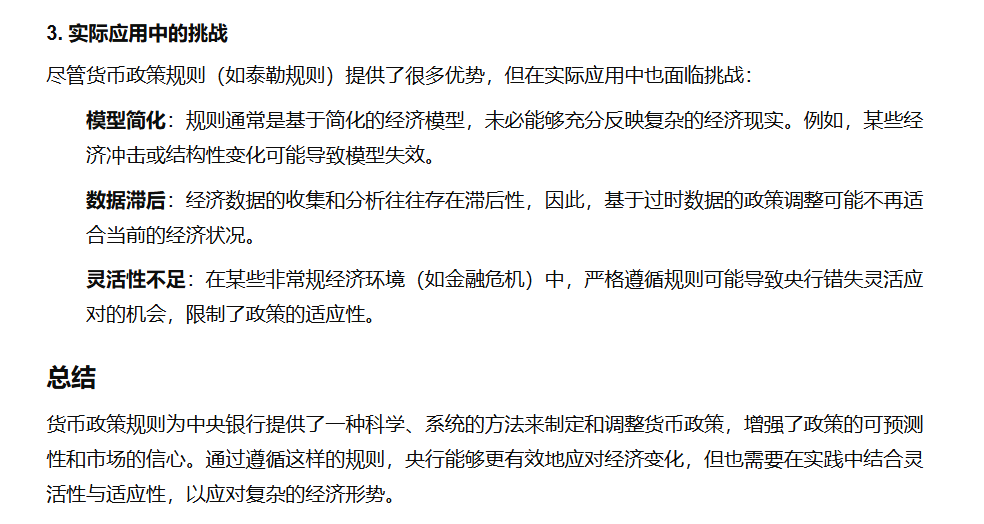 3. 实际应用中的挑战
尽管货币政策规则（如泰勒规则）提供了很多优势，但在实际应用中也面临挑战：
模型简化：规则通常是基于简化的经济模型，未必能够充分反映复杂的经济现实。例如，某些经
济冲击或结构性变化可能导致模型失效。
数据滞后：经济数据的收集和分析往往存在滞后性，因此，基于过时数据的政策调整可能不再适
合当前的经济状况。
灵活性不足：在某些非常规经济环境（如金融危机）中，严格遵循规则可能导致央行错失灵活应
对的机会，限制了政策的适应性。
总结
货币政策规则为中央银行提供了一种科学、系统的方法来制定和调整货币政策，增强了政策的可预测
性和市场的信心。通过遵循这样的规则，央行能够更有效地应对经济变化，但也需要在实践中结合灵
活性与适应性，以应对复杂的经济形势。